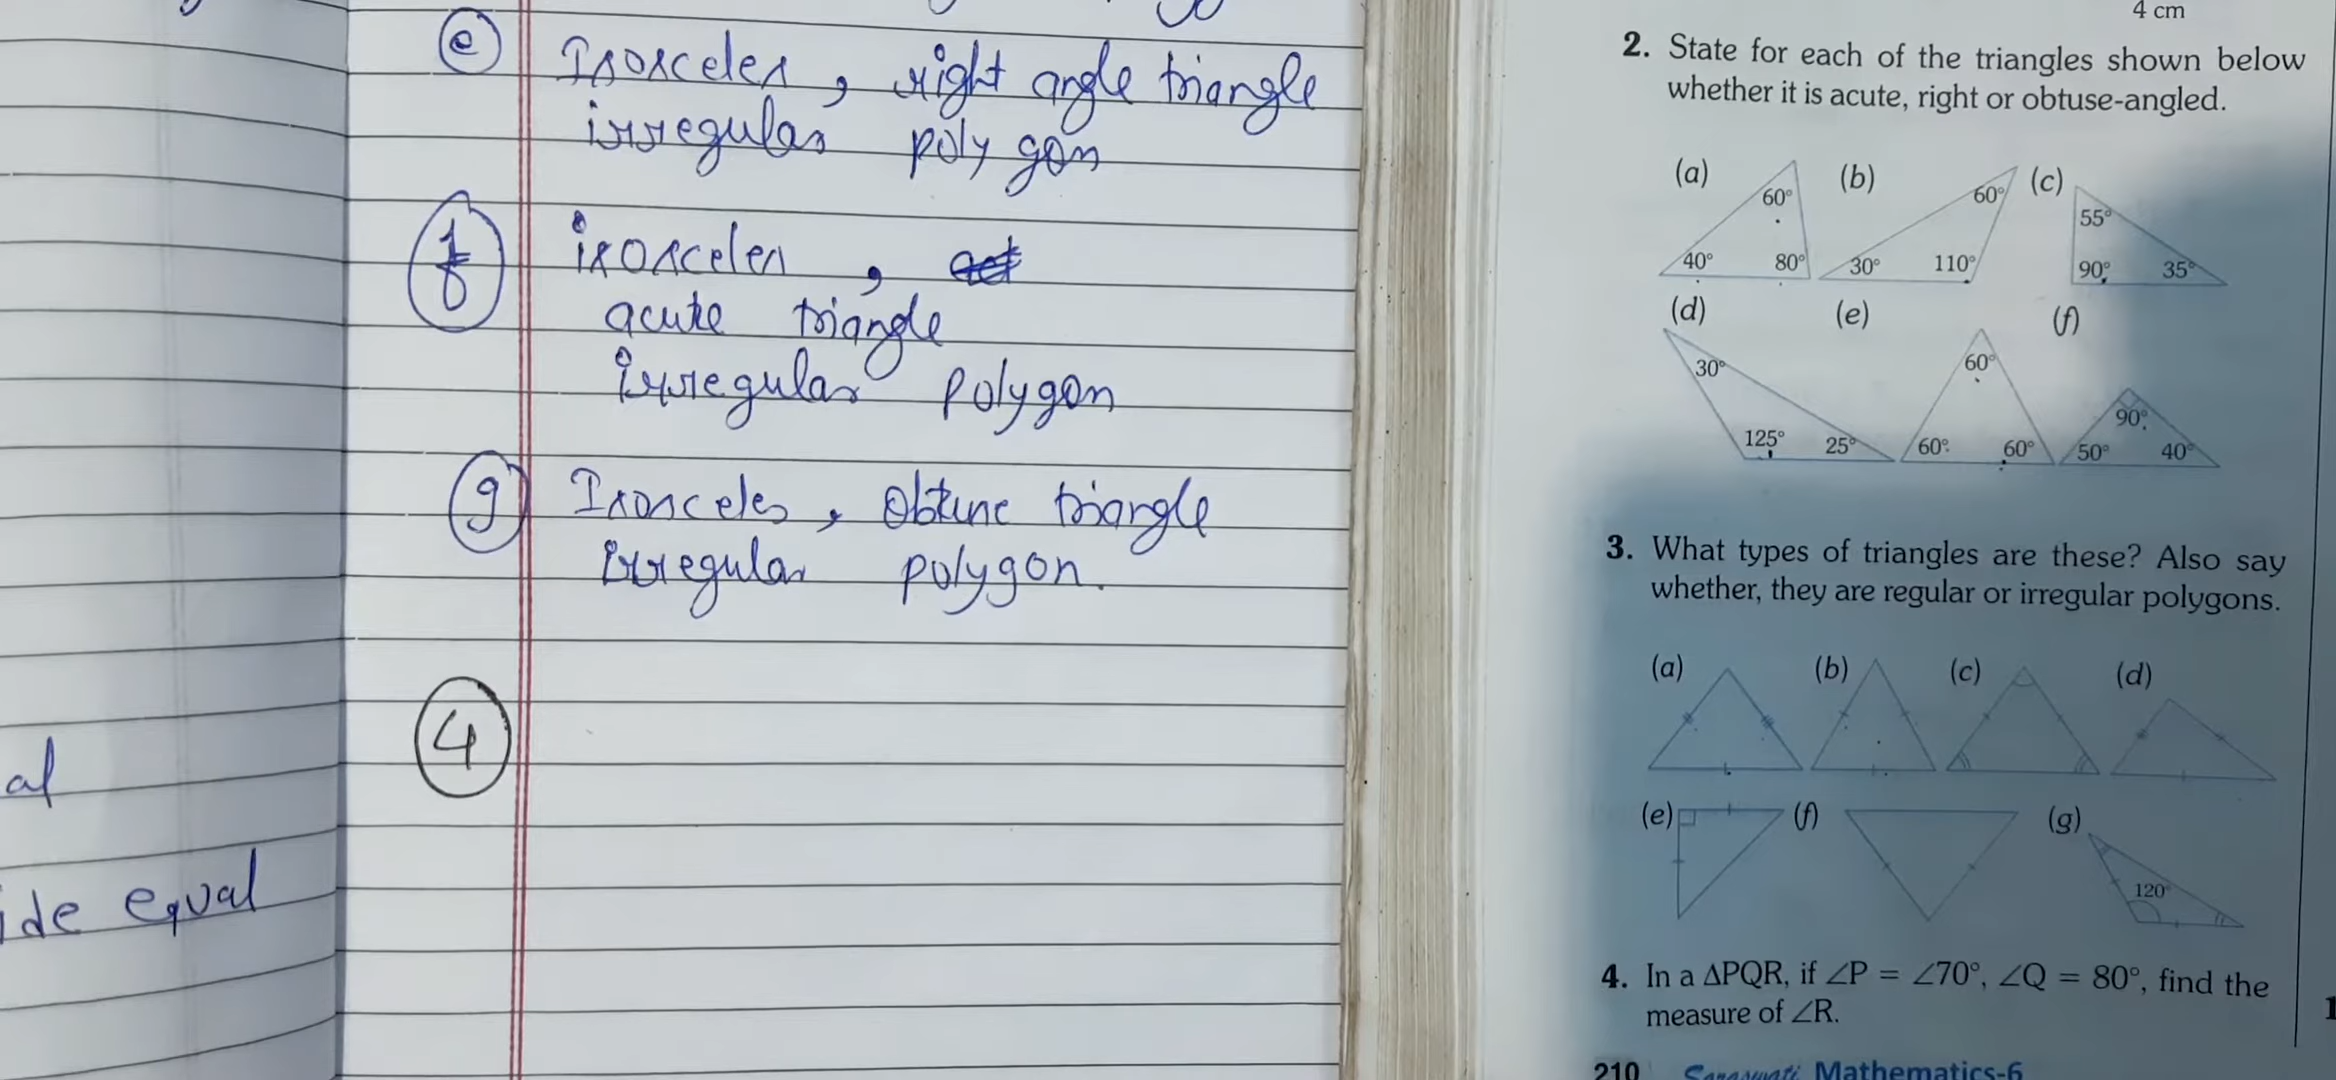 al
ide equal
e Isosceles, right angle triangle
irregular polygon
f isosceles,
acute triangle
irregular polygon
g Isosceles, Obtuse triangle
irregular polygon.
4
4 cm
2. State for each of the triangles shown below
whether it is acute, right or obtuse-angled.
(a) 60° (b) 60° (c) 55°
40° 80° 30° 110° 90° 35°
(d) (e) (f)
30° 60° 90°
125° 25° 60° 60° 50° 40°
3. What types of triangles are these? Also say
whether, they are regular or irregular polygons.
(a) (b) (c) (d)
(e) (f) (g)
120°
4. In a ΔPQR, if ∠P = ∠70°, ∠Q = 80°, find the
measure of ∠R.
210 Saraswati Mathematics-6